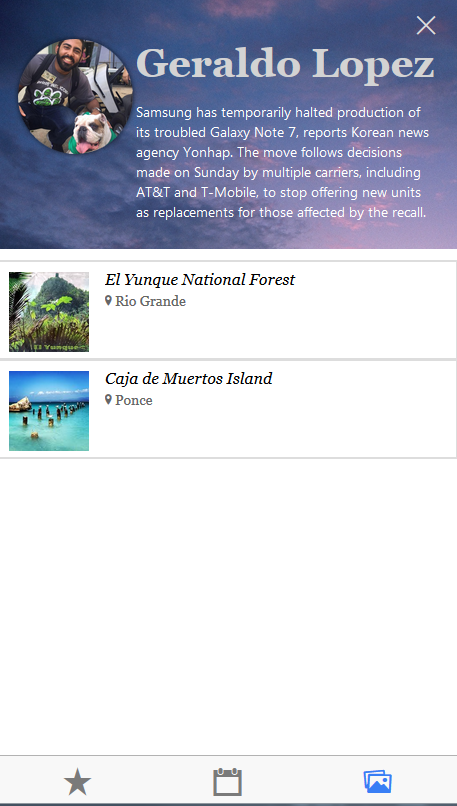 Geraldo Lopez
Samsung has temporarily halted production of
its troubled Galaxy Note 7, reports Korean news
agency Yonhap. The move follows decisions
made on Sunday by multiple carriers, including
AT&T and T-Mobile, to stop offering new units
as replacements for those affected by the recall.
El Yunque National Forest
Rio Grande
El Yunque
Caja de Muertos Island
Ponce